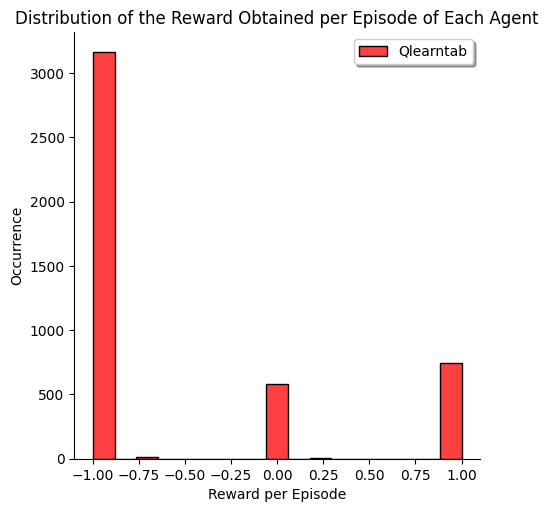 Distribution of the Reward Obtained per Episode of Each Agent
Qlearntab
3000
2500
2000
1500
1000
500
0
Occurrence
−1.00 −0.75 −0.50 −0.25 0.00 0.25 0.50 0.75 1.00
Reward per Episode